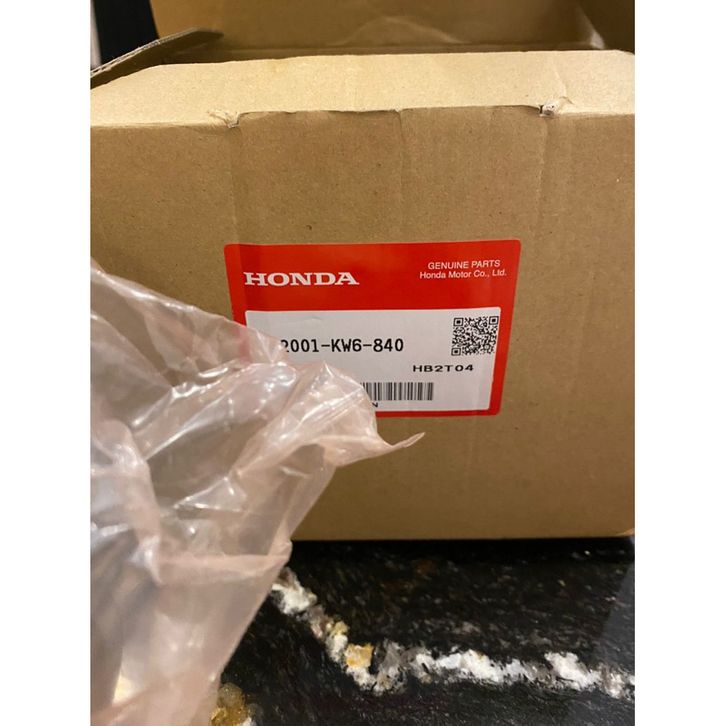 HONDA
GENUINE PARTS
Honda Motor Co., Ltd.
2001-KW6-840
HB2T04